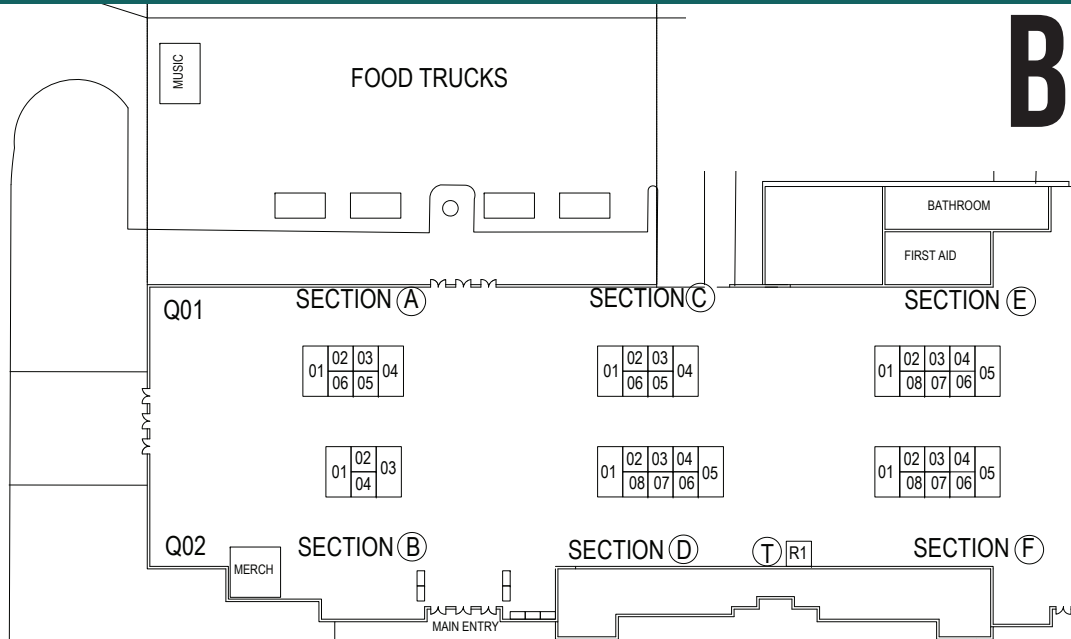 B
MUSIC
FOOD TRUCKS
BATHROOM
FIRST AID
Q01
SECTION A
SECTION C
SECTION E
01 02 03 04
06 05
01 02 03 04
06 05
01 02 03 04 05
08 07 06
01 02 03
04
01 02 03 04 05
08 07 06
01 02 03 04 05
08 07 06
Q02
SECTION B
SECTION D
T
R1
SECTION F
MERCH
MAIN ENTRY